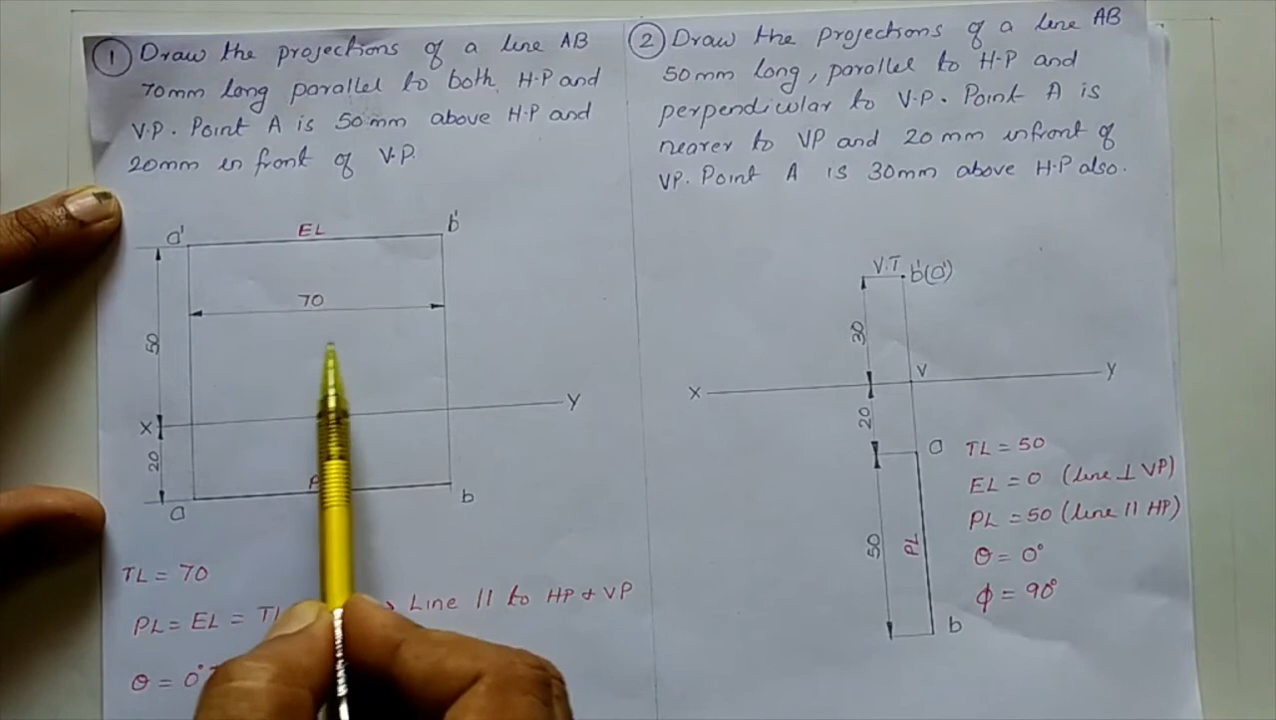 1 Draw the projections of a line AB
70mm long parallel to both H.P and
V.P. Point A is 50mm above H.P and
20mm in front of V.P.
a' EL b'
70
50
X Y
20
a b
TL = 70
PL = EL = Line // to HP & VP
θ = 0°
2 Draw the projections of a line AB
50mm long, parallel to H.P and
perpendicular to V.P. Point A is
nearer to VP and 20mm infront of
VP. Point A is 30mm above H.P also.
V.T b'(a')
30
X V Y
20
a TL = 50
EL = 0 (line ⊥ VP)
PL = 50 (line // HP)
50 PL
θ = 0°
φ = 90°
b